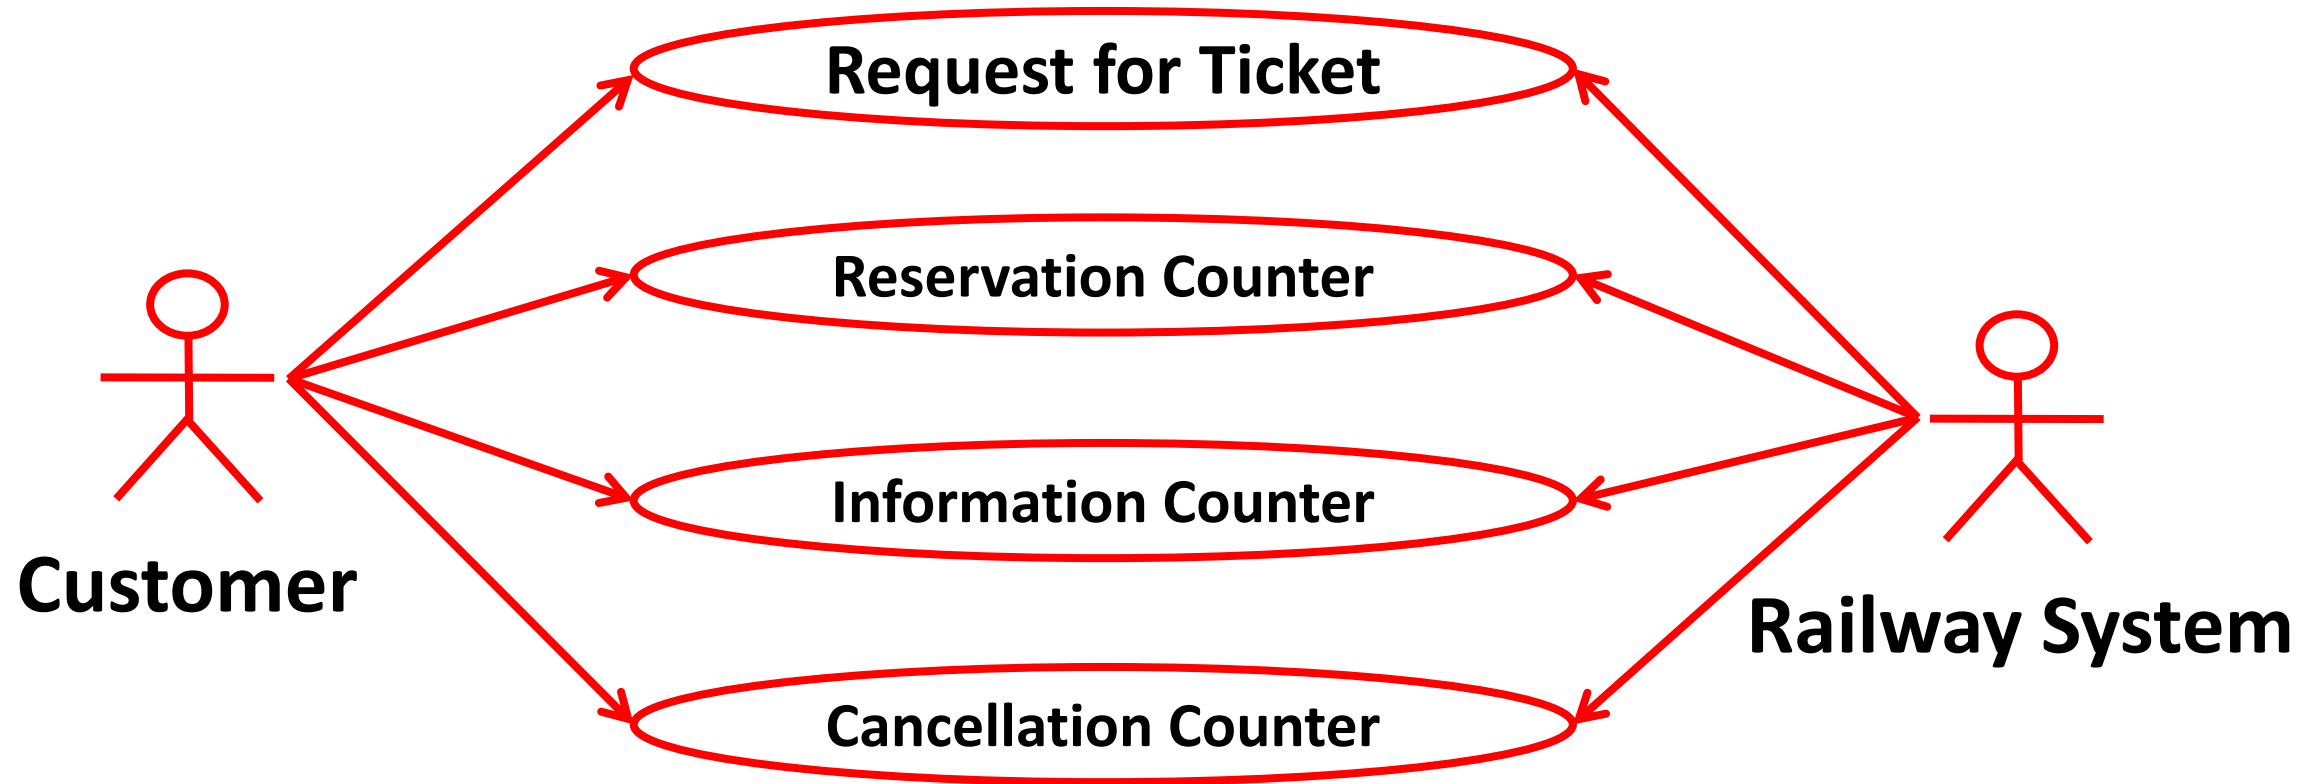 Request for Ticket
Reservation Counter
Information Counter
Customer
Railway System
Cancellation Counter